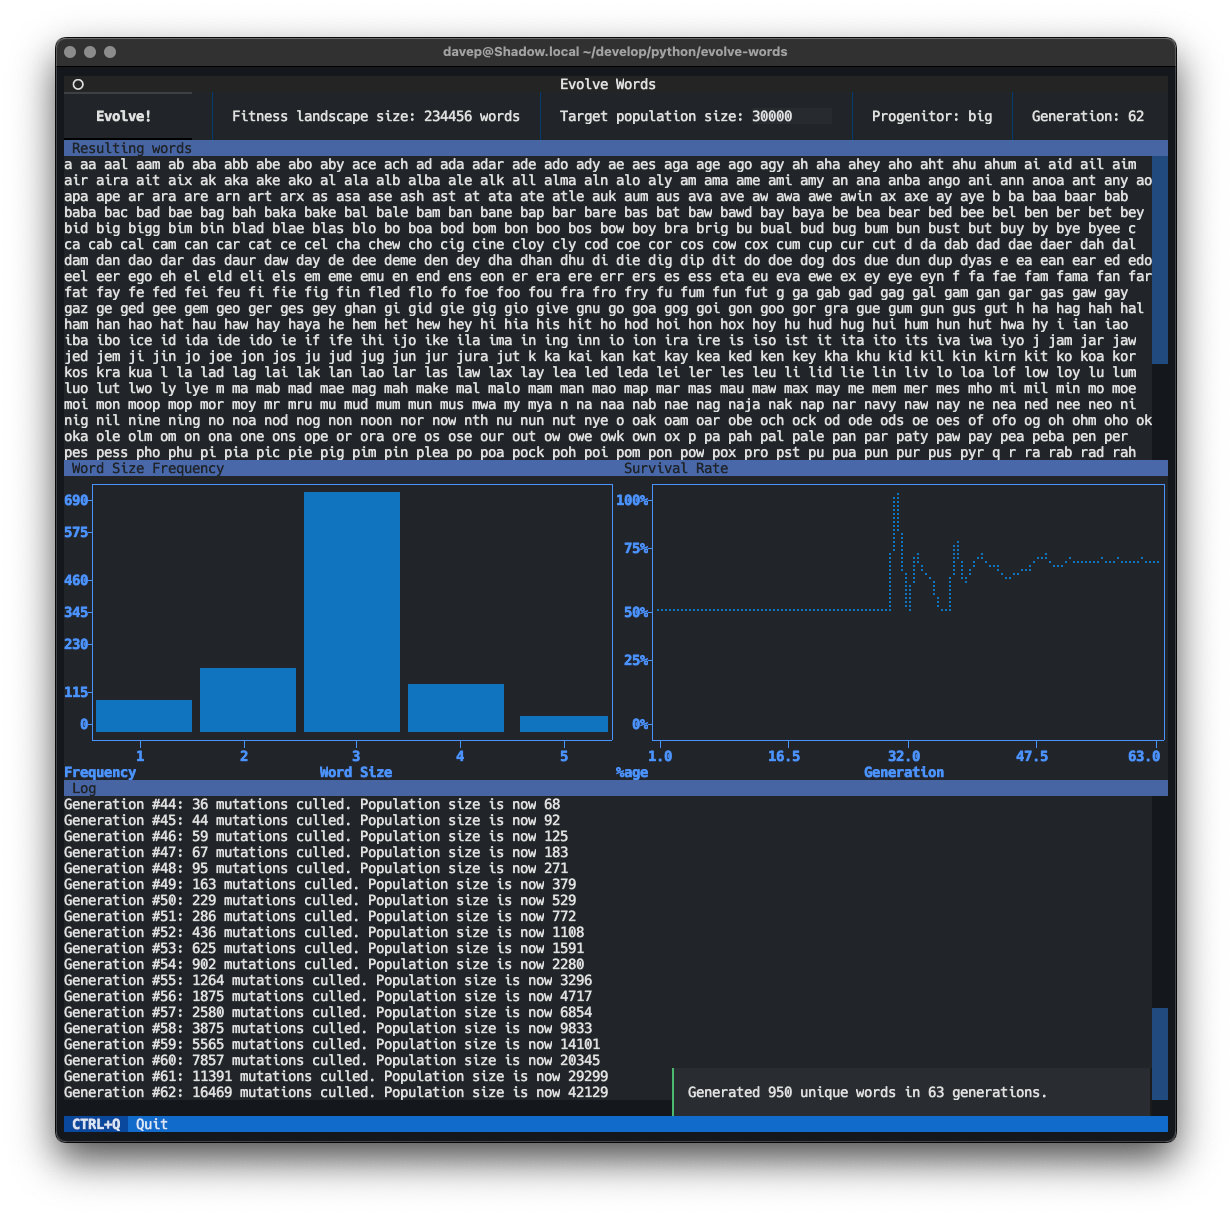 davep@Shadow.local ~/develop/python/evolve-words
Evolve Words
Evolve! Fitness landscape size: 234456 words Target population size: 30000 Progenitor: big Generation: 62
Resulting words
a aa aal aam ab aba abb abe abo aby ace ach ad ada adar ade ado ady ae aes aga age ago agy ah aha ahey aho aht ahu ahum ai aid ail aim
air aira ait aix ak aka ake ako al ala alb alba ale alk all alma aln alo aly am ama ame ami amy an ana anba ango ani ann anoa ant any ao
apa ape ar ara are arn art arx as asa ase ash ast at ata ate atle auk aum aus ava ave aw awa awe awin ax axe ay aye b ba baa baar bab
baba bac bad bae bag bah baka bake bal bale bam ban bane bap bar bare bas bat baw bawd bay baya be bea bear bed bee bel ben ber bet bey
bid big bigg bim bin blad blae blas blo bo boa bod bom bon boo bos bow boy bra brig bu bual bud bug bum bun bust but buy by bye byee c
ca cab cal cam can car cat ce cel cha chew cho cig cine cloy cly cod coe cor cos cow cox cum cup cur cut d da dab dad dae daer dah dal
dam dan dao dar das daur daw day de dee deme den dey dha dhan dhu di die dig dip dit do doe dog dos due dun dup dyas e ea ean ear ed edo
eel eer ego eh el eld eli els em eme emu en end ens eon er era ere err ers es ess eta eu eva ewe ex ey eye eyn f fa fae fam fama fan far
fat fay fe fed fei feu fi fie fig fin fled flo fo foe foo fou fra fro fry fu fum fun fut g ga gab gad gag gal gam gan gar gas gaw gay
gaz ge ged gee gem geo ger ges gey ghan gi gid gie gig gio give gnu go goa gog goi gon goo gor gra gue gum gun gus gut h ha hag hah hal
ham han hao hat hau haw hay haya he hem het hew hey hi hia his hit ho hod hoi hon hox hoy hu hud hug hui hum hun hut hwa hy i ian iao
iba ibo ice id ida ide ido ie if ife ihi ijo ike ila ima in ing inn io ion ira ire is iso ist it ita ito its iva iwa iyo j jam jar jaw
jed jem ji jin jo joe jon jos ju jud jug jun jur jura jut k ka kai kan kat kay kea ked ken key kha khu kid kil kin kirn kit ko koa kor
kos kra kua l la lad lag lai lak lan lao lar las law lax lay lea led leda lei ler les leu li lid lie lin liv lo loa lof low loy lu lum
luo lut lwo ly lye m ma mab mad mae mag mah make mal malo mam man mao map mar mas mau maw max may me mem mer mes mho mi mil min mo moe
moi mon moop mop mor moy mr mru mu mud mum mun mus mwa my mya n na naa nab nae nag naja nak nap nar navy naw nay ne nea ned nee neo ni
nig nil nine ning no noa nod nog non noon nor now nth nu nun nut nye o oak oam oar obe och ock od ode ods oe oes of ofo og oh ohm oho ok
oka ole olm om on ona one ons ope or ora ore os ose our out ow owe owk own ox p pa pah pal pale pan par paty paw pay pea peba pen per
pes pess pho phu pi pia pic pie pig pim pin plea po poa pock poh poi pom pon pow pox pro pst pu pua pun pur pus pyr q r ra rab rad rah
Word Size Frequency Survival Rate
690 100%
575 75%
460
345 50%
230 25%
115
0 0%
1 2 3 4 5 1.0 16.5 32.0 47.5 63.0
Frequency Word Size %age Generation
Log
Generation #44: 36 mutations culled. Population size is now 68
Generation #45: 44 mutations culled. Population size is now 92
Generation #46: 59 mutations culled. Population size is now 125
Generation #47: 67 mutations culled. Population size is now 183
Generation #48: 95 mutations culled. Population size is now 271
Generation #49: 163 mutations culled. Population size is now 379
Generation #50: 229 mutations culled. Population size is now 529
Generation #51: 286 mutations culled. Population size is now 772
Generation #52: 436 mutations culled. Population size is now 1108
Generation #53: 625 mutations culled. Population size is now 1591
Generation #54: 902 mutations culled. Population size is now 2280
Generation #55: 1264 mutations culled. Population size is now 3296
Generation #56: 1875 mutations culled. Population size is now 4717
Generation #57: 2580 mutations culled. Population size is now 6854
Generation #58: 3875 mutations culled. Population size is now 9833
Generation #59: 5565 mutations culled. Population size is now 14101
Generation #60: 7857 mutations culled. Population size is now 20345
Generation #61: 11391 mutations culled. Population size is now 29299
Generation #62: 16469 mutations culled. Population size is now 42129
Generated 950 unique words in 63 generations.
CTRL+Q Quit